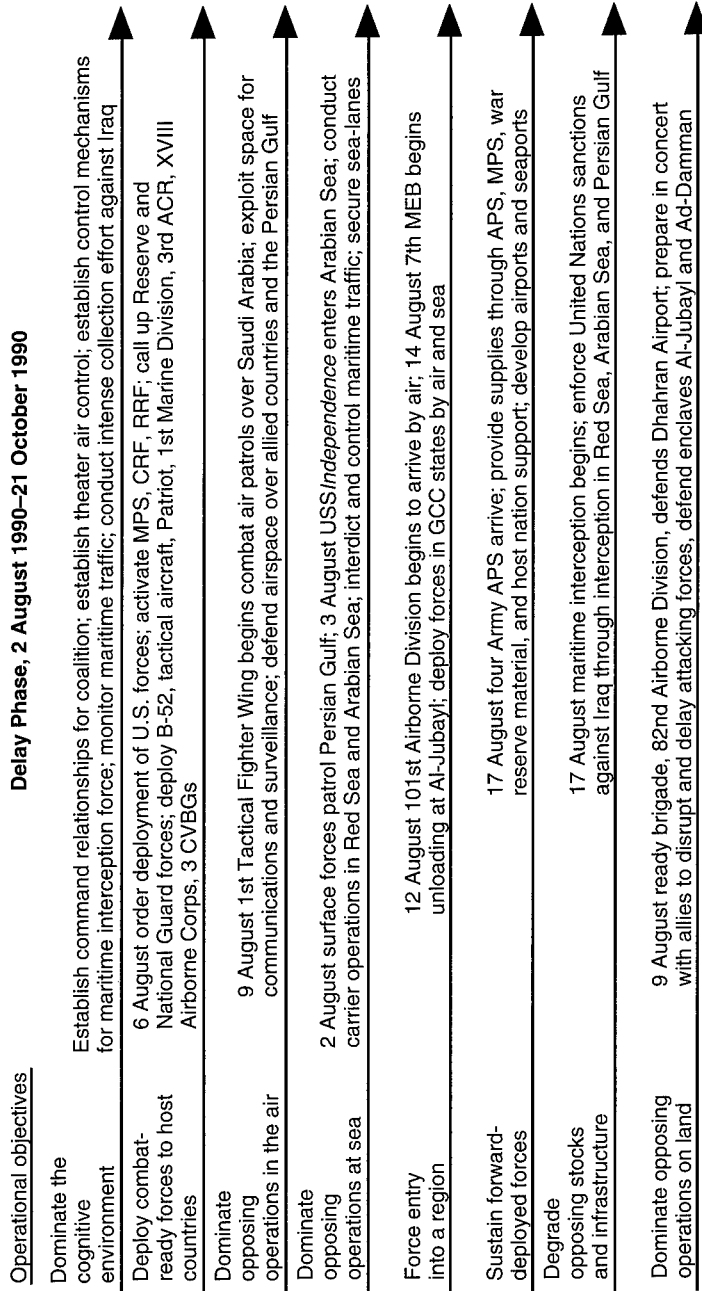 Delay Phase, 2 August 1990–21 October 1990
Operational objectives
Dominate the
cognitive
environment
Establish command relationships for coalition; establish theater air control; establish control mechanisms
for maritime interception force; monitor maritime traffic; conduct intense collection effort against Iraq
Deploy combat-
ready forces to host
countries
6 August order deployment of U.S. forces; activate MPS, CRF, RRF; call up Reserve and
National Guard forces; deploy B-52, tactical aircraft, Patriot, 1st Marine Division, 3rd ACR, XVIII
Airborne Corps, 3 CVBGs
Dominate
opposing
operations in the air
9 August 1st Tactical Fighter Wing begins combat air patrols over Saudi Arabia; exploit space for
communications and surveillance; defend airspace over allied countries and the Persian Gulf
Dominate
opposing
operations at sea
2 August surface forces patrol Persian Gulf; 3 August USSIndependence enters Arabian Sea; conduct
carrier operations in Red Sea and Arabian Sea; interdict and control maritime traffic; secure sea-lanes
Force entry
into a region
12 August 101st Airborne Division begins to arrive by air; 14 August 7th MEB begins
unloading at Al-Jubayl; deploy forces in GCC states by air and sea
Sustain forward-
deployed forces
17 August four Army APS arrive; provide supplies through APS, MPS, war
reserve material, and host nation support; develop airports and seaports
Degrade
opposing stocks
and infrastructure
17 August maritime interception begins; enforce United Nations sanctions
against Iraq through interception in Red Sea, Arabian Sea, and Persian Gulf
Dominate opposing
operations on land
9 August ready brigade, 82nd Airborne Division, defends Dhahran Airport; prepare in concert
with allies to disrupt and delay attacking forces, defend enclaves Al-Jubayl and Ad-Damman